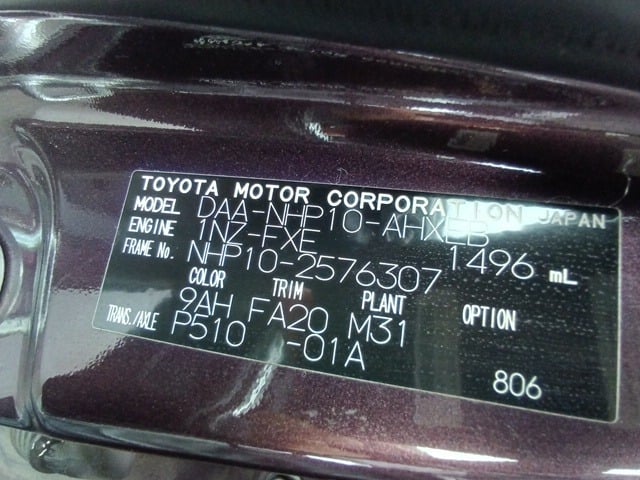 TOYOTA MOTOR CORPORATION JAPAN
MODEL DAA-NHP10-AHXEB
ENGINE 1NZ-FXE 1496 mL
FRAME No. NHP10-2576307
COLOR TRIM PLANT OPTION
9AH FA20 M31
TRANS./AXLE P510 -01A
806